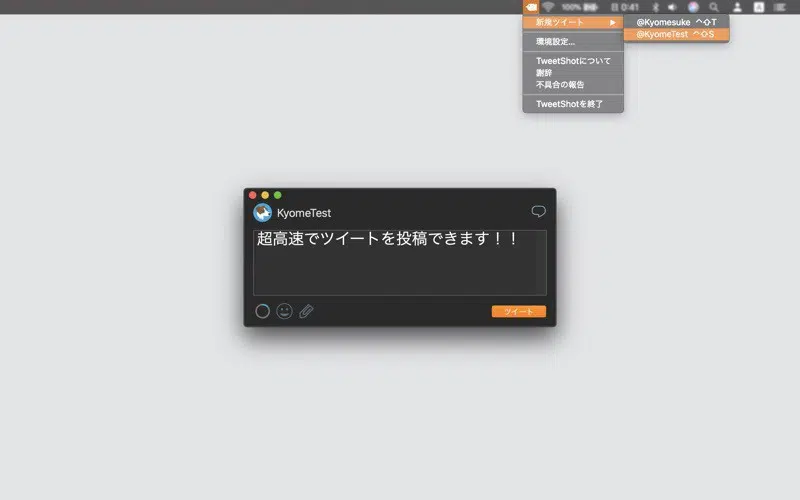 100%
日 0:41
A
新規ツイート
環境設定...
TweetShotについて
謝辞
不具合の報告
TweetShotを終了
@Kyomesuke ^⇧T
@KyomeTest ^⇧S
KyomeTest
超高速でツイートを投稿できます！！
ツイート